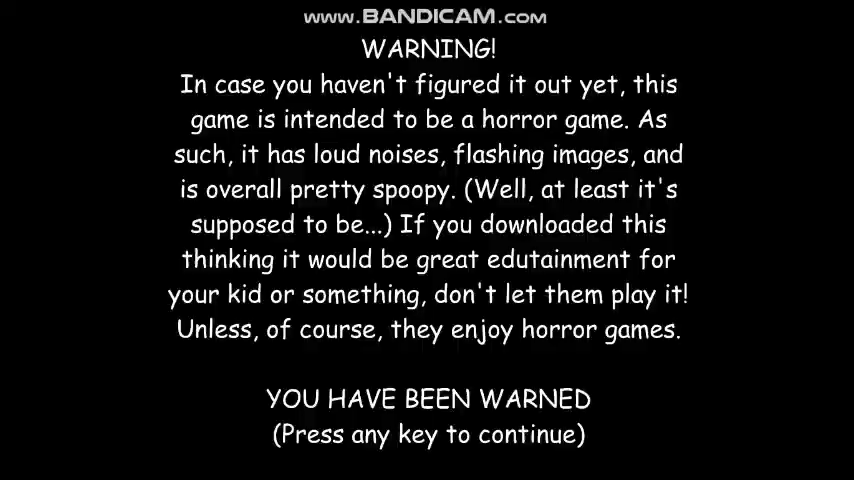 www.BANDICAM.com
WARNING!
In case you haven't figured it out yet, this
game is intended to be a horror game. As
such, it has loud noises, flashing images, and
is overall pretty spoopy. (Well, at least it's
supposed to be...) If you downloaded this
thinking it would be great edutainment for
your kid or something, don't let them play it!
Unless, of course, they enjoy horror games.
YOU HAVE BEEN WARNED
(Press any key to continue)